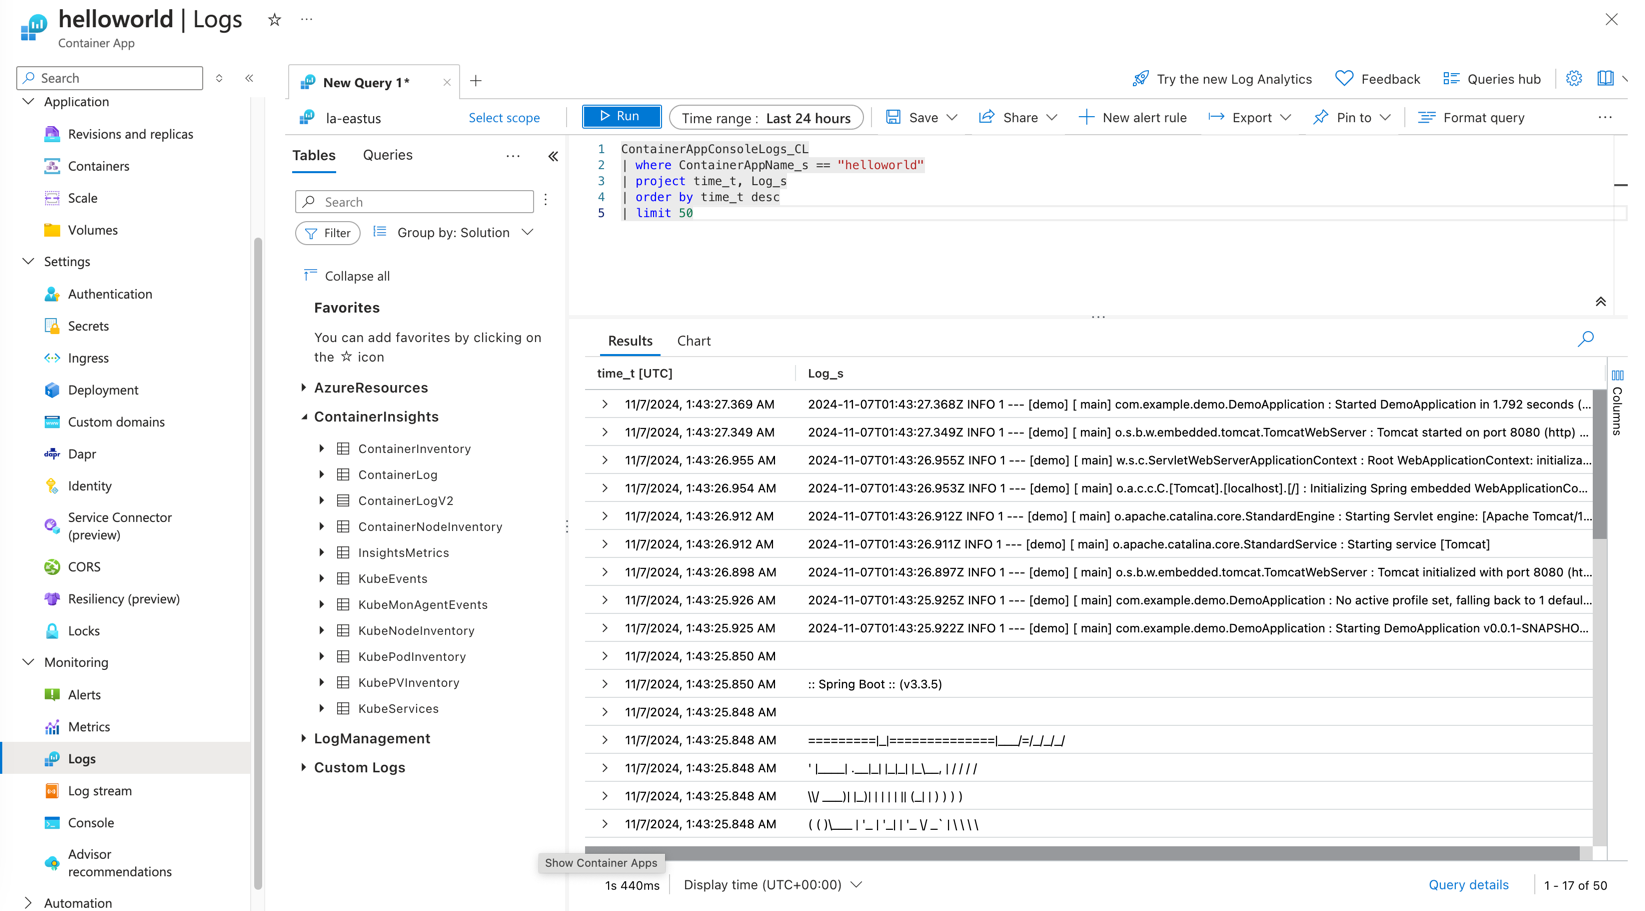 helloworld | Logs
Container App
Search
Application
Revisions and replicas
Containers
Scale
Volumes
Settings
Authentication
Secrets
Ingress
Deployment
Custom domains
dapr Dapr
Identity
Service Connector
(preview)
CORS
Resiliency (preview)
Locks
Monitoring
Alerts
Metrics
Logs
Log stream
Console
Advisor
recommendations
Automation
New Query 1*
Try the new Log Analytics
Feedback
Queries hub
la-eastus
Select scope
Run
Time range : Last 24 hours
Save
Share
New alert rule
Export
Pin to
Format query
Tables
Queries
Search
Filter
Group by: Solution
Collapse all
Favorites
You can add favorites by clicking on
the ☆ icon
AzureResources
ContainerInsights
ContainerInventory
ContainerLog
ContainerLogV2
ContainerNodeInventory
InsightsMetrics
KubeEvents
KubeMonAgentEvents
KubeNodeInventory
KubePodInventory
KubePVInventory
KubeServices
LogManagement
Custom Logs
1 ContainerAppConsoleLogs_CL
2 | where ContainerAppName_s == "helloworld"
3 | project time_t, Log_s
4 | order by time_t desc
5 | limit 50
Results
Chart
time_t [UTC] Log_s
11/7/2024, 1:43:27.369 AM 2024-11-07T01:43:27.368Z INFO 1 --- [demo] [ main] com.example.demo.DemoApplication : Started DemoApplication in 1.792 seconds (...
11/7/2024, 1:43:27.349 AM 2024-11-07T01:43:27.349Z INFO 1 --- [demo] [ main] o.s.b.w.embedded.tomcat.TomcatWebServer : Tomcat started on port 8080 (http) ...
11/7/2024, 1:43:26.955 AM 2024-11-07T01:43:26.955Z INFO 1 --- [demo] [ main] w.s.c.ServletWebServerApplicationContext : Root WebApplicationContext: initializa...
11/7/2024, 1:43:26.954 AM 2024-11-07T01:43:26.953Z INFO 1 --- [demo] [ main] o.a.c.c.C.[Tomcat].[localhost].[/] : Initializing Spring embedded WebApplicationCo...
11/7/2024, 1:43:26.912 AM 2024-11-07T01:43:26.912Z INFO 1 --- [demo] [ main] o.apache.catalina.core.StandardEngine : Starting Servlet engine: [Apache Tomcat/1...
11/7/2024, 1:43:26.912 AM 2024-11-07T01:43:26.911Z INFO 1 --- [demo] [ main] o.apache.catalina.core.StandardService : Starting service [Tomcat]
11/7/2024, 1:43:26.898 AM 2024-11-07T01:43:26.897Z INFO 1 --- [demo] [ main] o.s.b.w.embedded.tomcat.TomcatWebServer : Tomcat initialized with port 8080 (ht...
11/7/2024, 1:43:25.926 AM 2024-11-07T01:43:25.925Z INFO 1 --- [demo] [ main] com.example.demo.DemoApplication : No active profile set, falling back to 1 defaul...
11/7/2024, 1:43:25.925 AM 2024-11-07T01:43:25.922Z INFO 1 --- [demo] [ main] com.example.demo.DemoApplication : Starting DemoApplication v0.0.1-SNAPSHO...
11/7/2024, 1:43:25.850 AM
11/7/2024, 1:43:25.850 AM :: Spring Boot :: (v3.3.5)
11/7/2024, 1:43:25.848 AM
11/7/2024, 1:43:25.848 AM =========|_|==============|___/=/_/_/_/
11/7/2024, 1:43:25.848 AM ' |____| .__|_| |_|_| |_\__, | / / / /
11/7/2024, 1:43:25.848 AM \\/ ___)| |_)| | | | | || (_| | ) ) ) )
11/7/2024, 1:43:25.848 AM ( ( )\___ | '_ | '_| | '_ \/ _` | \ \ \ \
Columns
Show Container Apps
1s 440ms
Display time (UTC+00:00)
Query details
1 - 17 of 50